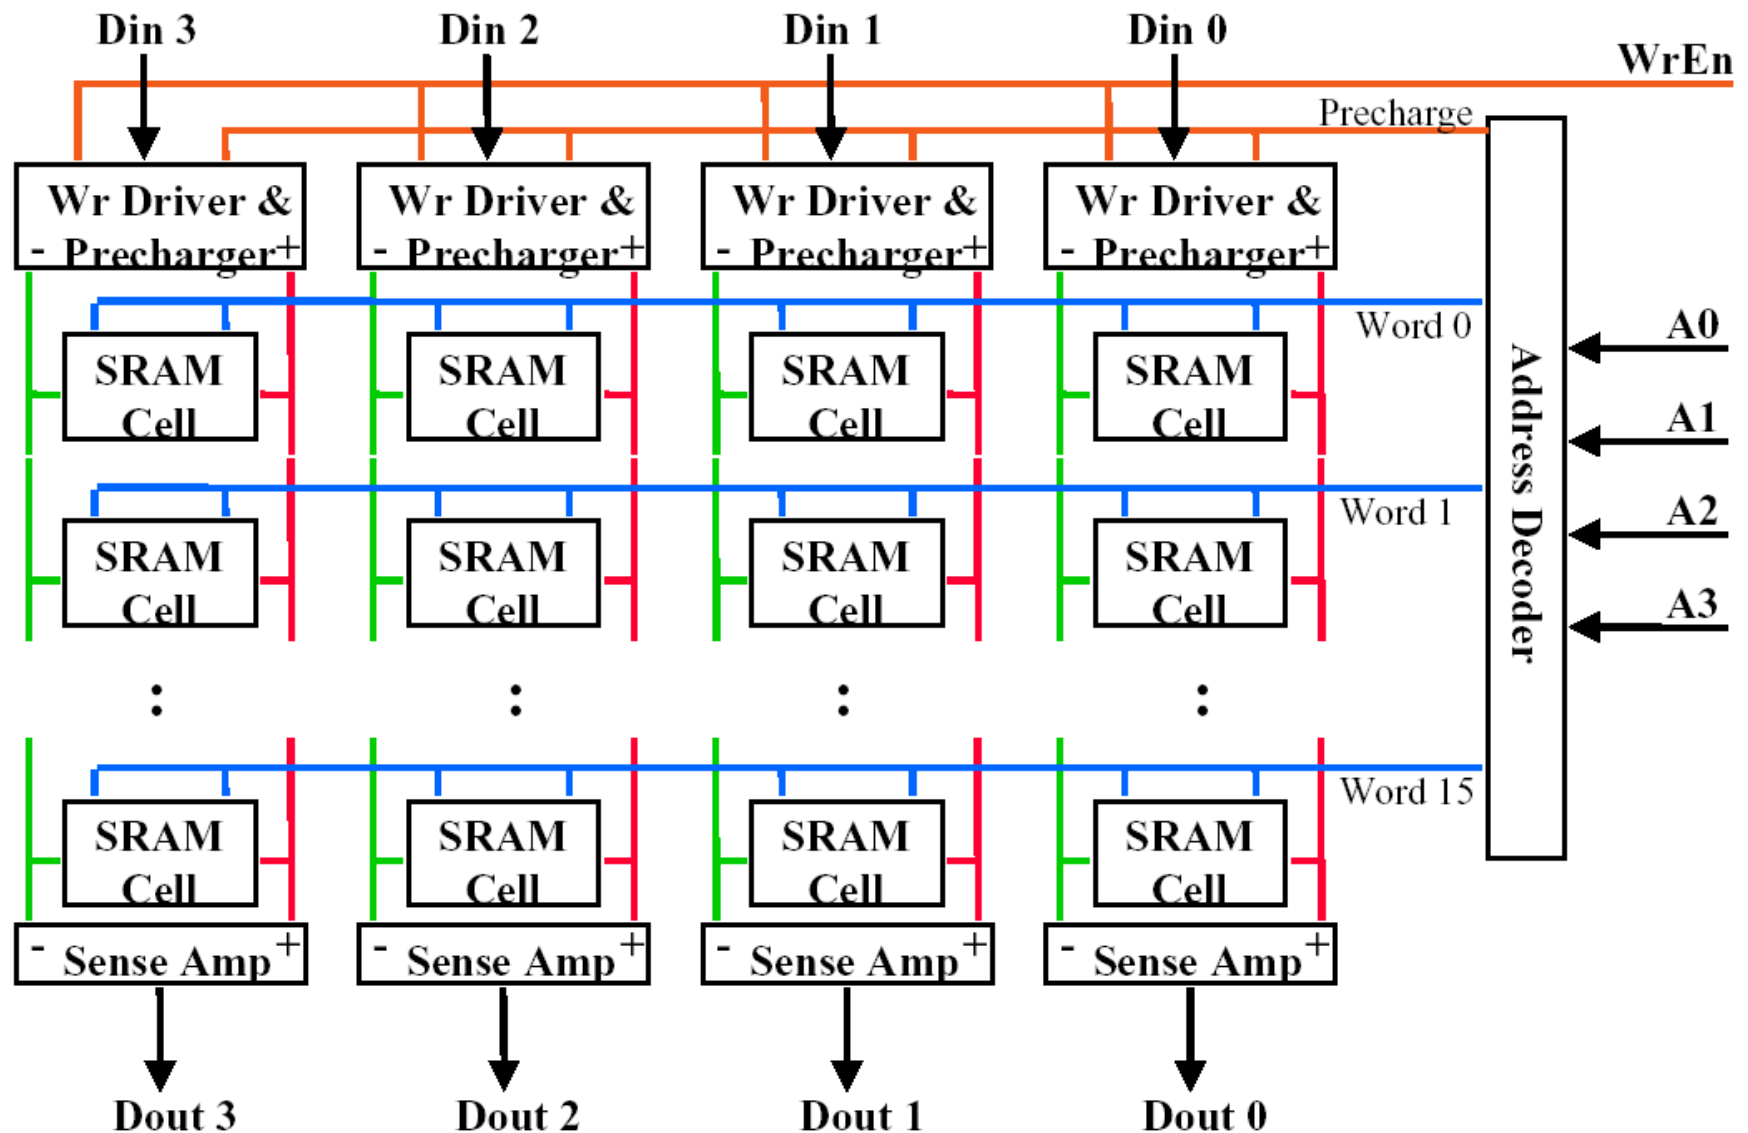 Din 3 Din 2 Din 1 Din 0
WrEn
Precharge
Wr Driver & Wr Driver & Wr Driver & Wr Driver &
- Precharger + - Precharger + - Precharger + - Precharger +
Word 0
A0
SRAM SRAM SRAM SRAM
Cell Cell Cell Cell
A1
Address Decoder
Word 1
A2
SRAM SRAM SRAM SRAM
Cell Cell Cell Cell
A3
: : : :
Word 15
SRAM SRAM SRAM SRAM
Cell Cell Cell Cell
- Sense Amp + - Sense Amp + - Sense Amp + - Sense Amp +
Dout 3 Dout 2 Dout 1 Dout 0